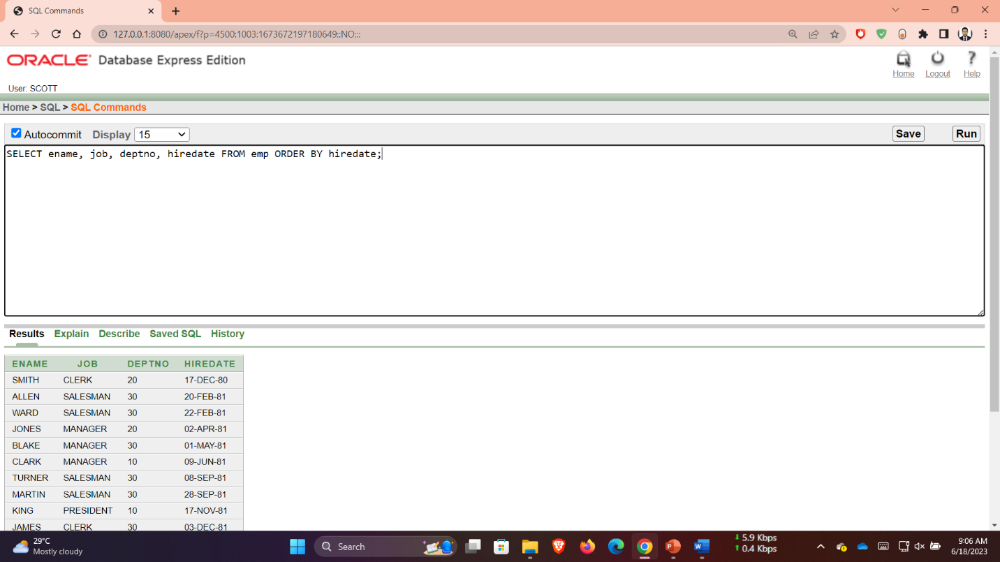 SQL Commands
127.0.0.1:8080/apex/f?p=4500:1003:1673672197180649::NO:::
ORACLE Database Express Edition
Home Logout Help
User: SCOTT
Home > SQL > SQL Commands
Autocommit Display 15 Save Run
SELECT ename, job, deptno, hiredate FROM emp ORDER BY hiredate;
Results Explain Describe Saved SQL History
ENAME JOB DEPTNO HIREDATE
SMITH CLERK 20 17-DEC-80
ALLEN SALESMAN 30 20-FEB-81
WARD SALESMAN 30 22-FEB-81
JONES MANAGER 20 02-APR-81
BLAKE MANAGER 30 01-MAY-81
CLARK MANAGER 10 09-JUN-81
TURNER SALESMAN 30 08-SEP-81
MARTIN SALESMAN 30 28-SEP-81
KING PRESIDENT 10 17-NOV-81
JAMES CLERK 30 03-DEC-81
29°C
Mostly cloudy
Search
5.9 Kbps
0.4 Kbps
9:06 AM
6/18/2023